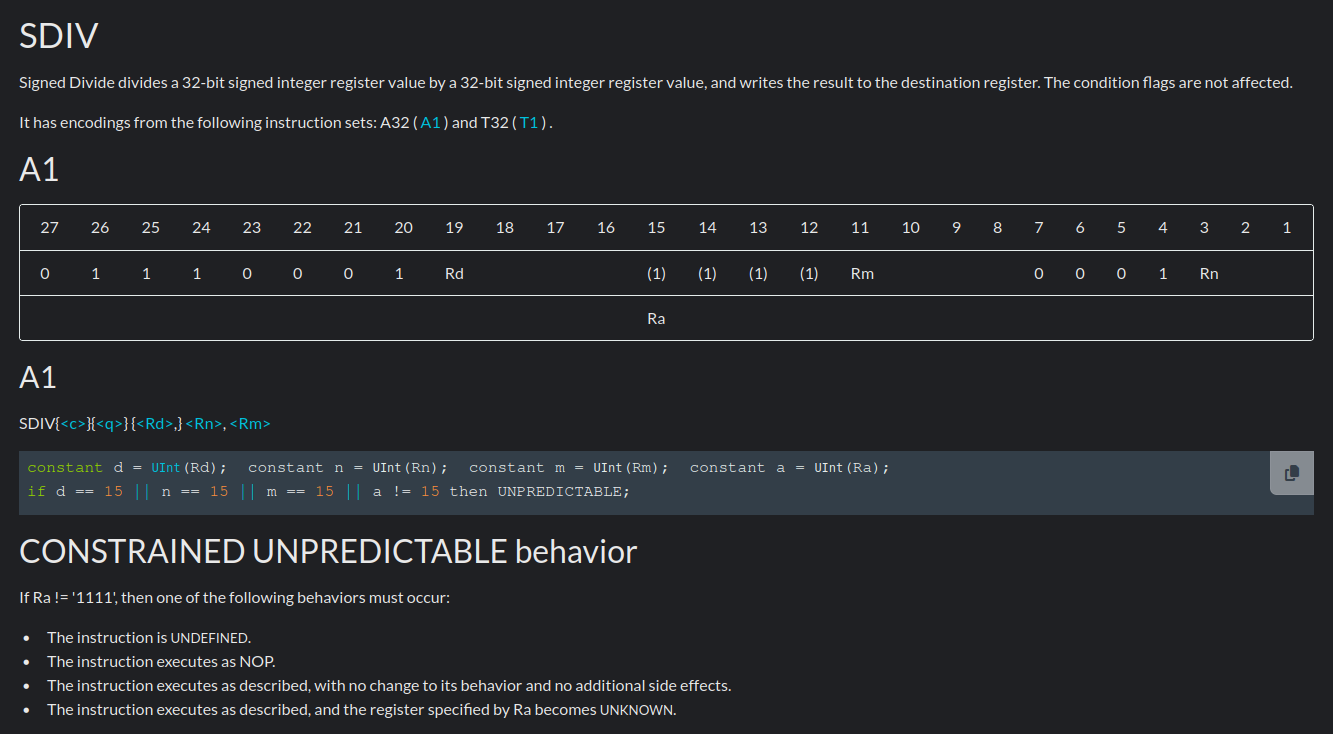 SDIV
Signed Divide divides a 32-bit signed integer register value by a 32-bit signed integer register value, and writes the result to the destination register. The condition flags are not affected.
It has encodings from the following instruction sets: A32 ( A1 ) and T32 ( T1 ) .
A1
27 26 25 24 23 22 21 20 19 18 17 16 15 14 13 12 11 10 9 8 7 6 5 4 3 2 1
0 1 1 1 0 0 0 1 Rd (1) (1) (1) (1) Rm 0 0 0 1 Rn
Ra
A1
SDIV{<c>}{<q>} {<Rd>,} <Rn>, <Rm>
constant d = UInt(Rd);  constant n = UInt(Rn);  constant m = UInt(Rm);  constant a = UInt(Ra);
if d == 15 || n == 15 || m == 15 || a != 15 then UNPREDICTABLE;
CONSTRAINED UNPREDICTABLE behavior
If Ra != '1111', then one of the following behaviors must occur:
• The instruction is UNDEFINED.
• The instruction executes as NOP.
• The instruction executes as described, with no change to its behavior and no additional side effects.
• The instruction executes as described, and the register specified by Ra becomes UNKNOWN.